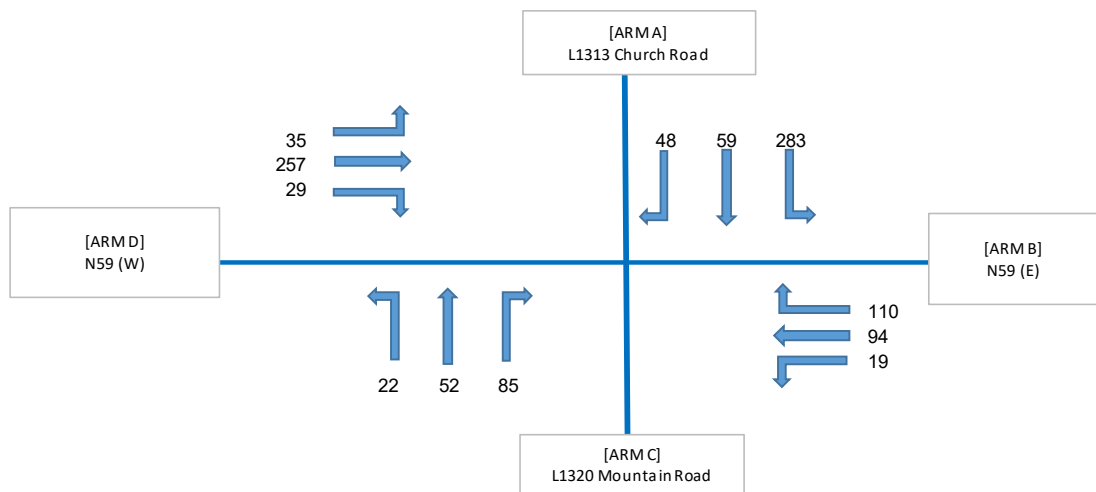 [ARM A]
L1313 Church Road
35
257
29
48 59 283
[ARM D]
N59 (W)
[ARM B]
N59 (E)
110
94
19
22 52 85
[ARM C]
L1320 Mountain Road